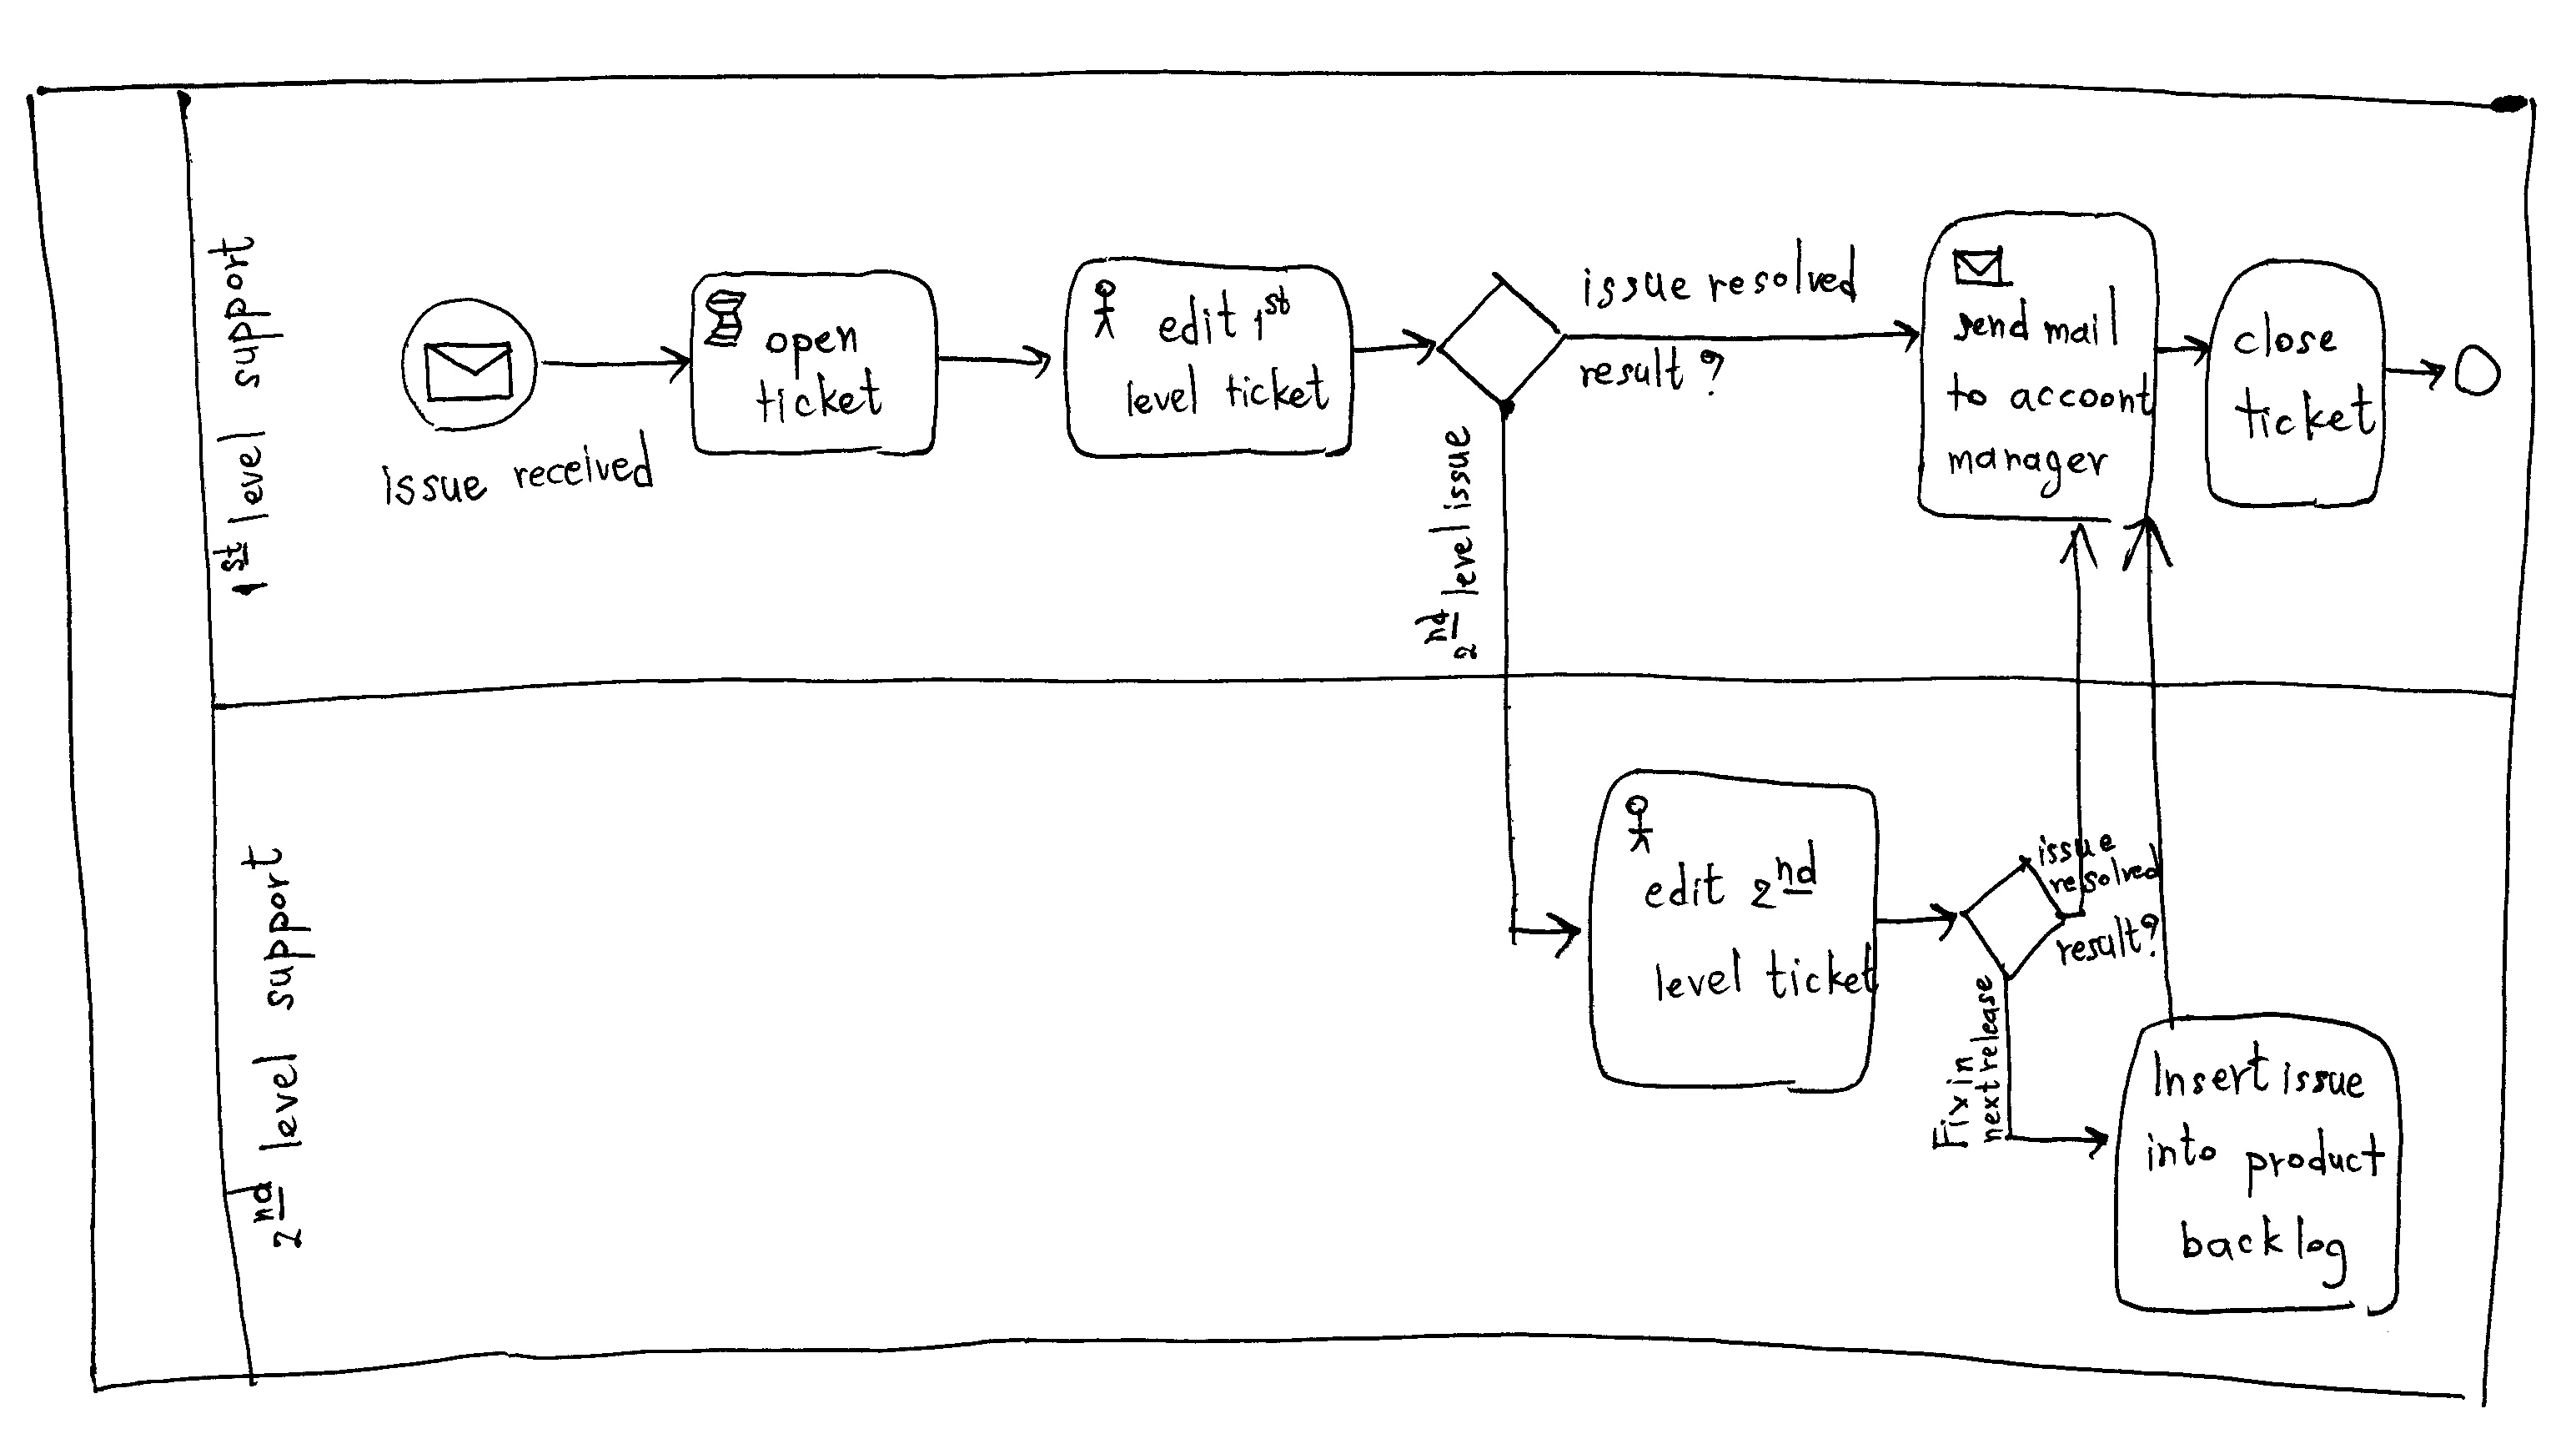 1st level support
issue received
open
ticket
edit 1st
level ticket
issue resolved
result ?
2nd level issue
send mail
to account
manager
close
ticket
2nd level support
edit 2nd
level ticket
issue
resolved
result?
Fix in
next release
Insert issue
into product
backlog